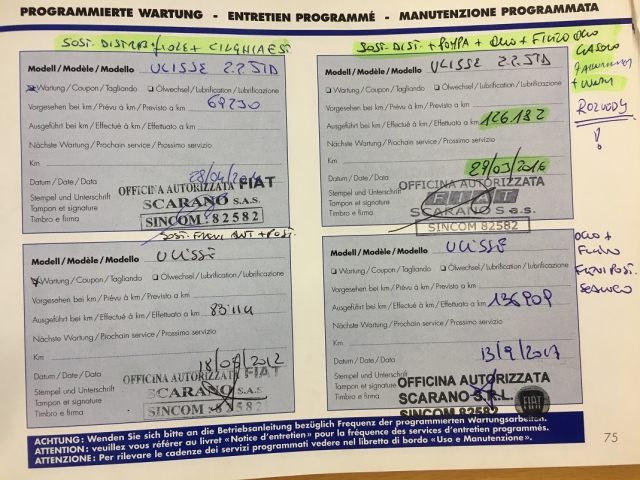 PROGRAMMIERTE WARTUNG - ENTRETIEN PROGRAMMÉ - MANUTENZIONE PROGRAMMATA
Modell/Modèle/Modello ULISSE 2.2 JTD
Wartung/Coupon/Tagliando Ölwechsel/Lubrification/Lubrificazione
Vorgesehen bei km/Prévu à km/Previsto a km 69230
Ausgeführt bei km/Effectué à km/Effettuato a km
Nächste Wartung/Prochain service/Prossimo servizio
Km
Datum/Date/Data
Stempel und Unterschrift
Tampon et signature
Timbro e firma
OFFICINA AUTORIZZATA FIAT
SCARANO S.A.S.
SINCOM 82582
SOST. DIST. + POMPA + OLIO + FILTRO OLIO
GASOLIO
ROZVODY
!
Modell/Modèle/Modello ULISSE 2.2 JTD
Wartung/Coupon/Tagliando Ölwechsel/Lubrification/Lubrificazione
Vorgesehen bei km/Prévu à km/Previsto a km
Ausgeführt bei km/Effectué à km/Effettuato a km 126.182
Nächste Wartung/Prochain service/Prossimo servizio
Km
Datum/Date/Data 29/03/2016
Stempel und Unterschrift
Tampon et signature
Timbro e firma
OFFICINA AUTORIZZATA
FIAT
SCARANO S.a.s.
SINCOM 82582
Modell/Modèle/Modello ULISSE
Wartung/Coupon/Tagliando Ölwechsel/Lubrification/Lubrificazione
Vorgesehen bei km/Prévu à km/Previsto a km
Ausgeführt bei km/Effectué à km/Effettuato a km
Nächste Wartung/Prochain service/Prossimo servizio
Km
Datum/Date/Data
Stempel und Unterschrift
Tampon et signature
Timbro e firma
OFFICINA AUTORIZZATA FIAT
SCARANO S.A.S
SINCOM 82582
OLIO +
FILTRO
Modell/Modèle/Modello ULISSE
Wartung/Coupon/Tagliando Ölwechsel/Lubrification/Lubrificazione
Vorgesehen bei km/Prévu à km/Previsto a km
Ausgeführt bei km/Effectué à km/Effettuato a km 136909
Nächste Wartung/Prochain service/Prossimo servizio
Km
Datum/Date/Data 13/9/2017
Stempel und Unterschrift
Tampon et signature
Timbro e firma
OFFICINA AUTORIZZATA
SCARANO S.R.L.
SINCOM 82582
FIAT
ACHTUNG: Wenden Sie sich bitte an die Betriebsanleitung bezüglich Frequenz der programmierten Wartungsarbeiten.
ATTENTION: veuillez vous référer au livret «Notice d'entretien» pour la fréquence des services d'entretien programmés.
ATTENZIONE: Per rilevare le cadenze dei servizi programmati vedere nel libretto di bordo «Uso e Manutenzione».
75